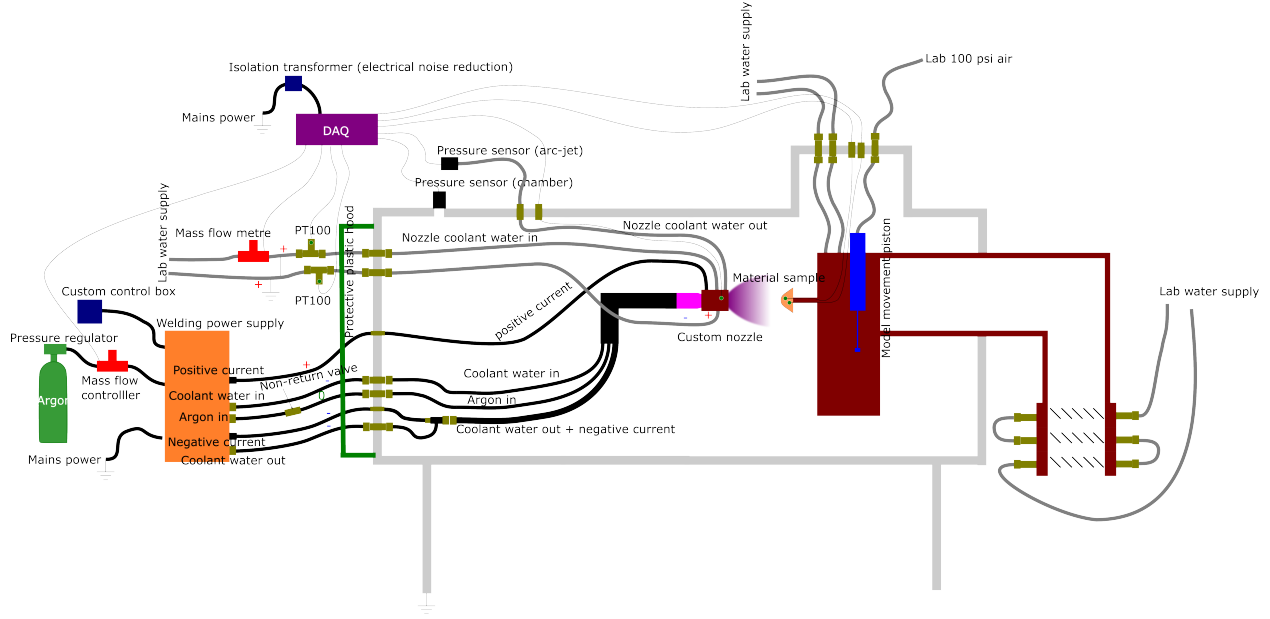 Lab water supply
Lab 100 psi air
Isolation transformer (electrical noise reduction)
Mains power
DAQ
Pressure sensor (arc-jet)
Pressure sensor (chamber)
Lab water supply
Mass flow metre
+
PT100
Protective plastic hood
Nozzle coolant water in
Nozzle coolant water out
Model movement piston
Material sample
+
PT100
Custom control box
positive current
-
+
Custom nozzle
Lab water supply
Welding power supply
Pressure regulator
Mass flow
controlller
Positive current
+
Non-return valve
-
Coolant water in
0
Argon
Coolant water in
Argon in
Argon in
-
Negative current
-
Coolant water out + negative current
Mains power
Coolant water out